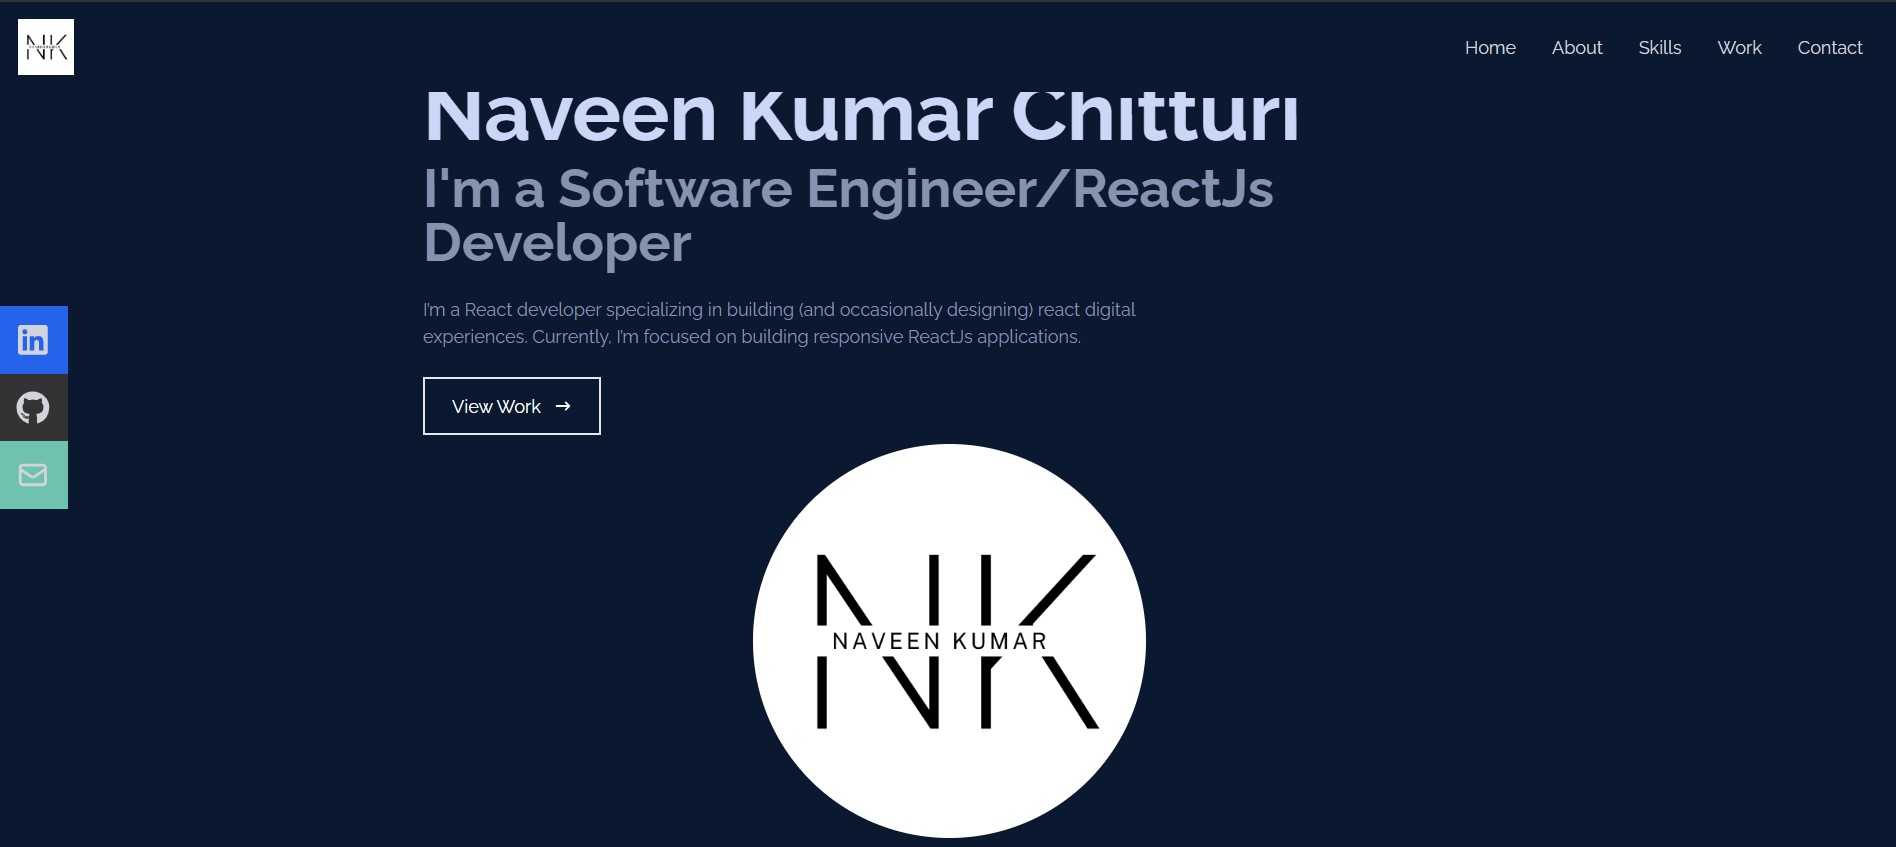 NK
Home About Skills Work Contact
Naveen Kumar Chitturi
I'm a Software Engineer/ReactJs
Developer
I'm a React developer specializing in building (and occasionally designing) react digital
experiences. Currently, I'm focused on building responsive ReactJs applications.
in
View Work →
NK
NAVEEN KUMAR